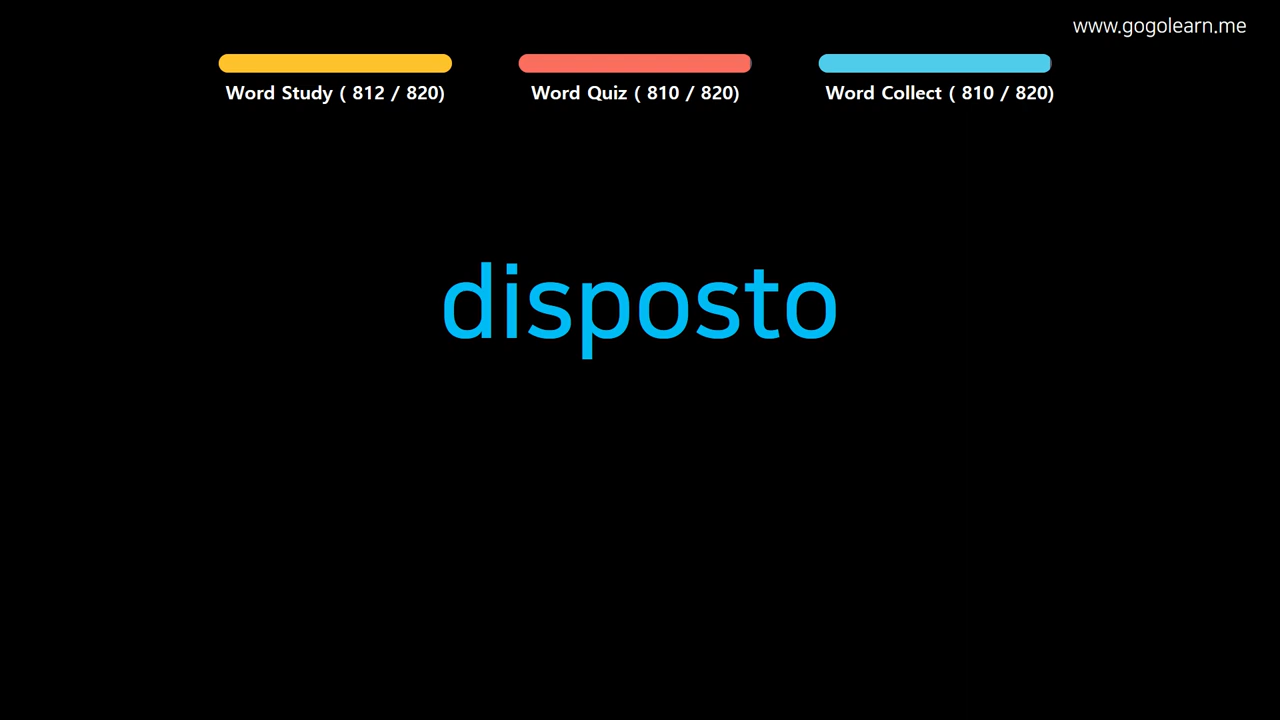 www.gogolearn.me
Word Study ( 812 / 820)
Word Quiz ( 810 / 820)
Word Collect ( 810 / 820)
disposto